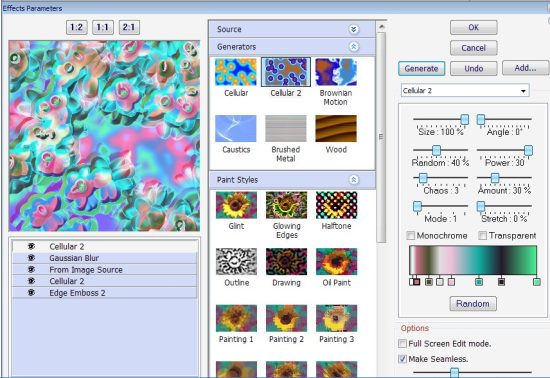 Effects Parameters
1:2 1:1 2:1
Cellular 2
Gaussian Blur
From Image Source
Cellular 2
Edge Emboss 2
Source
Generators
Cellular Cellular 2 Brownian
Motion
Caustics Brushed
Metal Wood
Paint Styles
Glint Glowing
Edges Halftone
Outline Drawing Oil Paint
Painting 1 Painting 2 Painting 3
OK
Cancel
Generate Undo Add...
Cellular 2
Size : 100 % Angle : 0°
Random : 40 % Power : 30
Chaos : 3 Amount : 30 %
Mode : 1 Stretch : 0 %
Monochrome Transparent
Random
Options
Full Screen Edit mode.
Make Seamless.